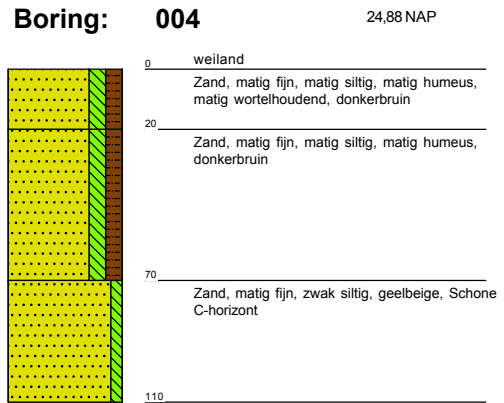 Boring: 004 24,88 NAP
0 weiland
Zand, matig fijn, matig siltig, matig humeus,
matig wortelhoudend, donkerbruin
20
Zand, matig fijn, matig siltig, matig humeus,
donkerbruin
70
Zand, matig fijn, zwak siltig, geelbeige, Schone
C-horizont
110